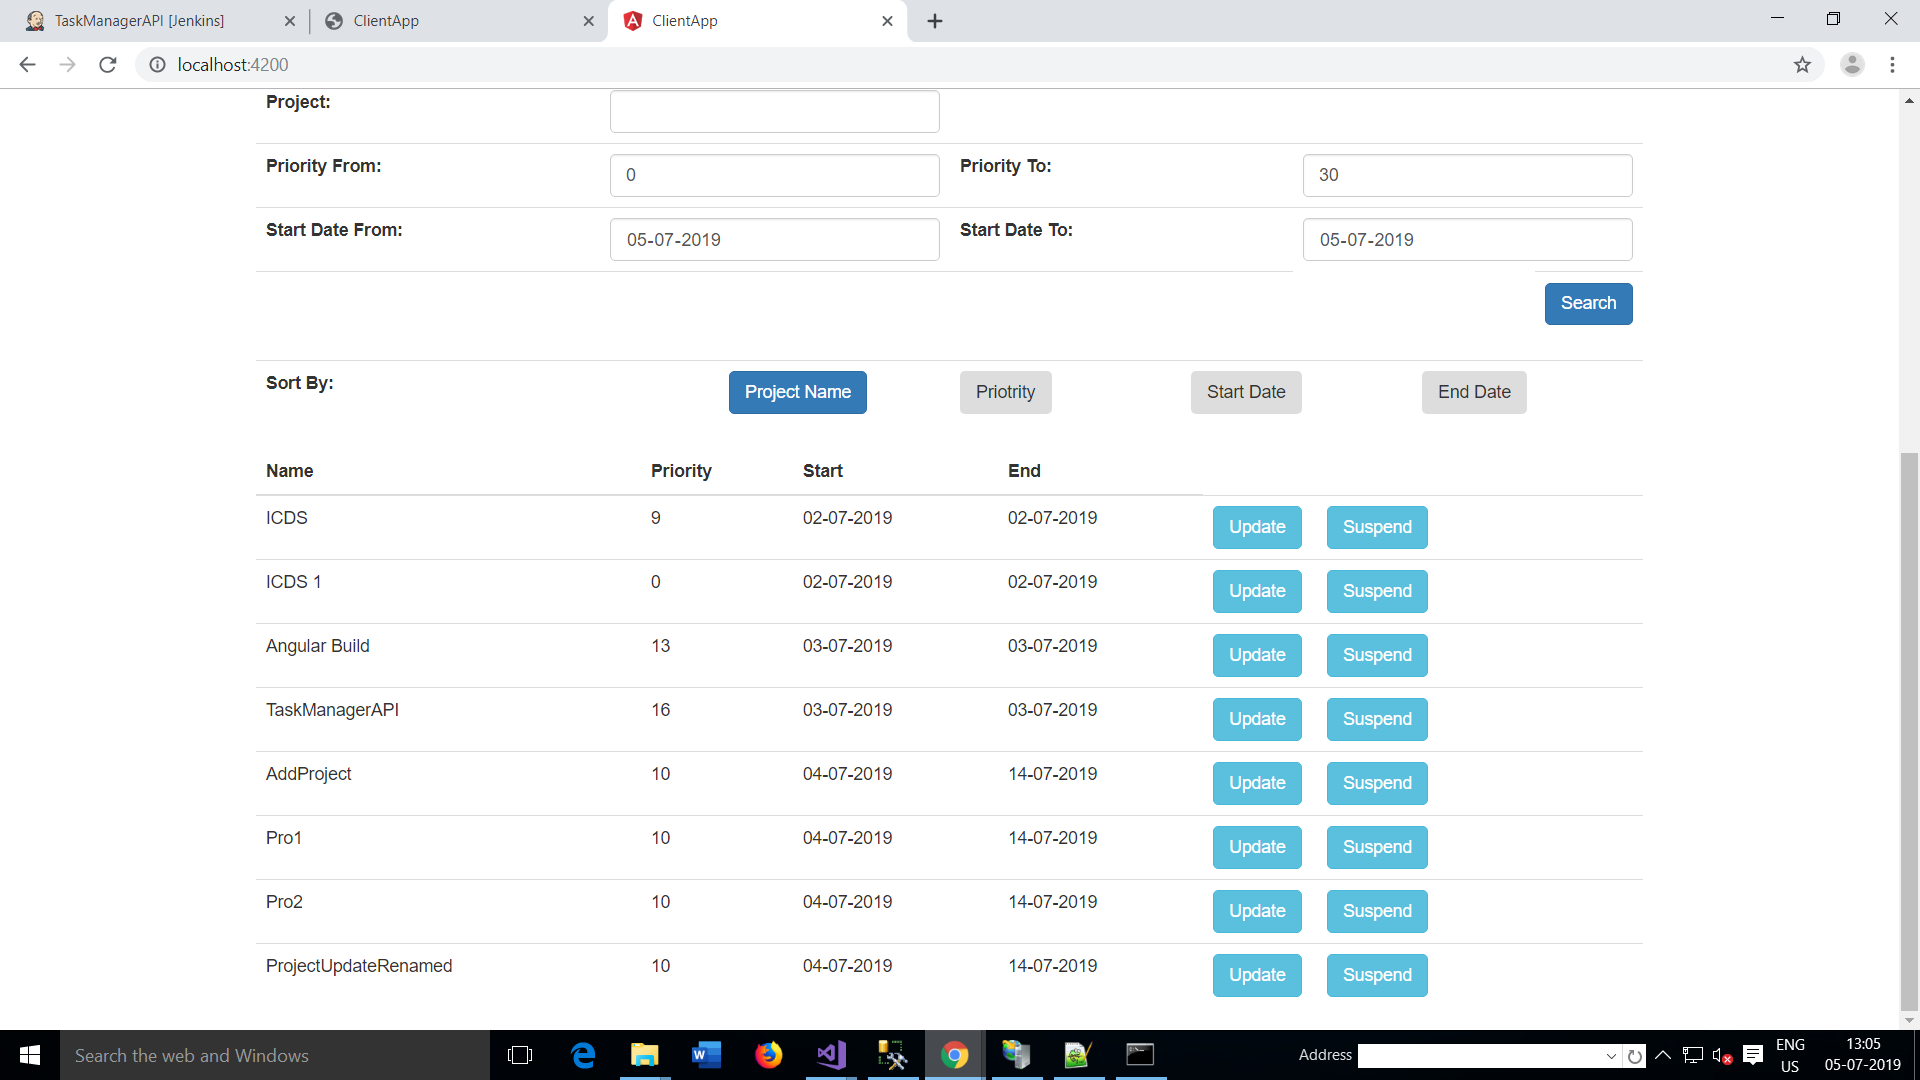 TaskManagerAPI [Jenkins] ClientApp ClientApp
localhost:4200
Project:
Priority From: 0 Priority To: 30
Start Date From: 05-07-2019 Start Date To: 05-07-2019
Search
Sort By: Project Name Priotrity Start Date End Date
Name Priority Start End
ICDS 9 02-07-2019 02-07-2019 Update Suspend
ICDS 1 0 02-07-2019 02-07-2019 Update Suspend
Angular Build 13 03-07-2019 03-07-2019 Update Suspend
TaskManagerAPI 16 03-07-2019 03-07-2019 Update Suspend
AddProject 10 04-07-2019 14-07-2019 Update Suspend
Pro1 10 04-07-2019 14-07-2019 Update Suspend
Pro2 10 04-07-2019 14-07-2019 Update Suspend
ProjectUpdateRenamed 10 04-07-2019 14-07-2019 Update Suspend
Search the web and Windows Address ENG 13:05
US 05-07-2019